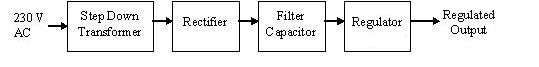 230 V
AC
Step Down
Transformer
Rectifier
Filter
Capacitor
Regulator
Regulated
Output